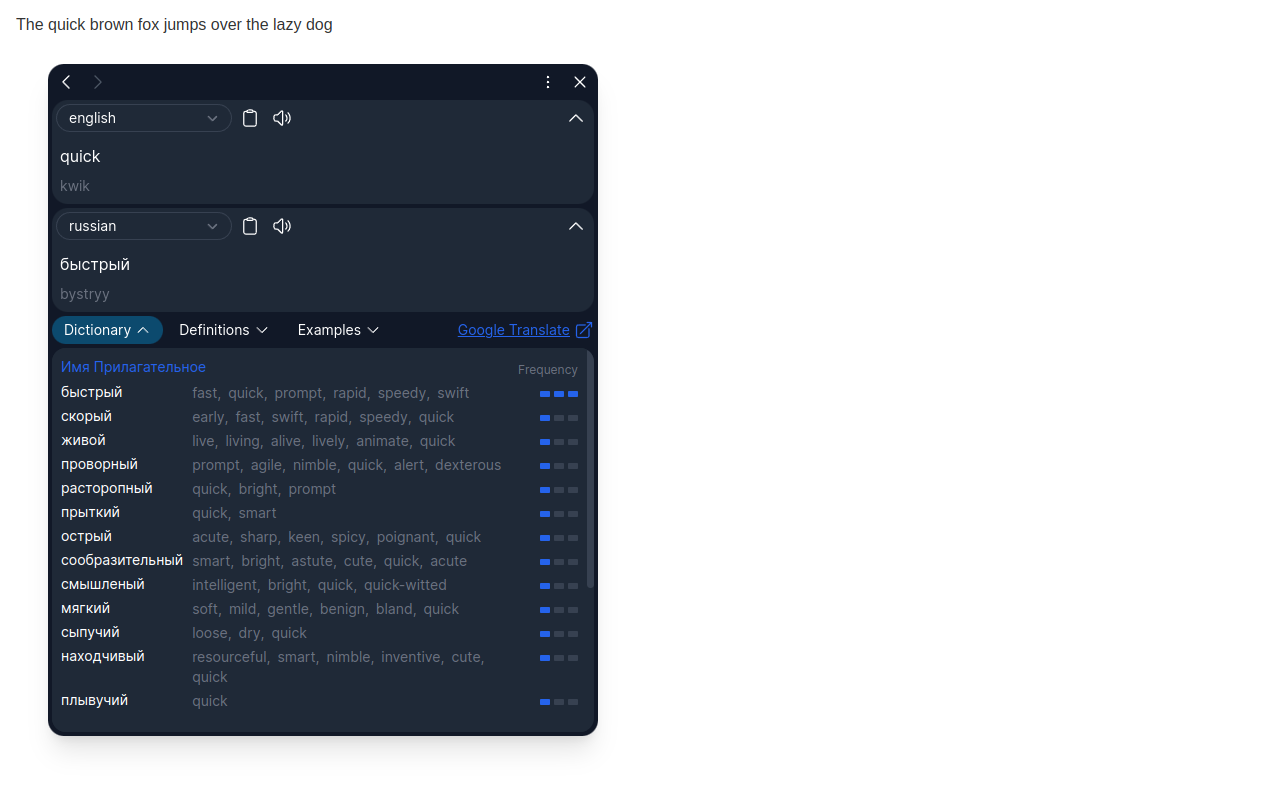 The quick brown fox jumps over the lazy dog
english
quick
kwik
russian
быстрый
bystryy
Dictionary Definitions Examples Google Translate
Имя Прилагательное Frequency
быстрый fast, quick, prompt, rapid, speedy, swift
скорый early, fast, swift, rapid, speedy, quick
живой live, living, alive, lively, animate, quick
проворный prompt, agile, nimble, quick, alert, dexterous
расторопный quick, bright, prompt
прыткий quick, smart
острый acute, sharp, keen, spicy, poignant, quick
сообразительный smart, bright, astute, cute, quick, acute
смышленый intelligent, bright, quick, quick-witted
мягкий soft, mild, gentle, benign, bland, quick
сыпучий loose, dry, quick
находчивый resourceful, smart, nimble, inventive, cute,
quick
плывучий quick